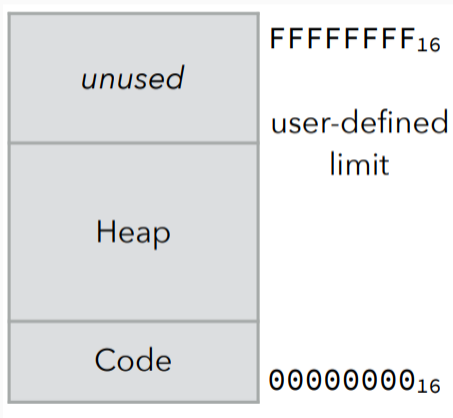 FFFFFFFF₁₆
unused
user-defined
limit
Heap
Code
00000000₁₆